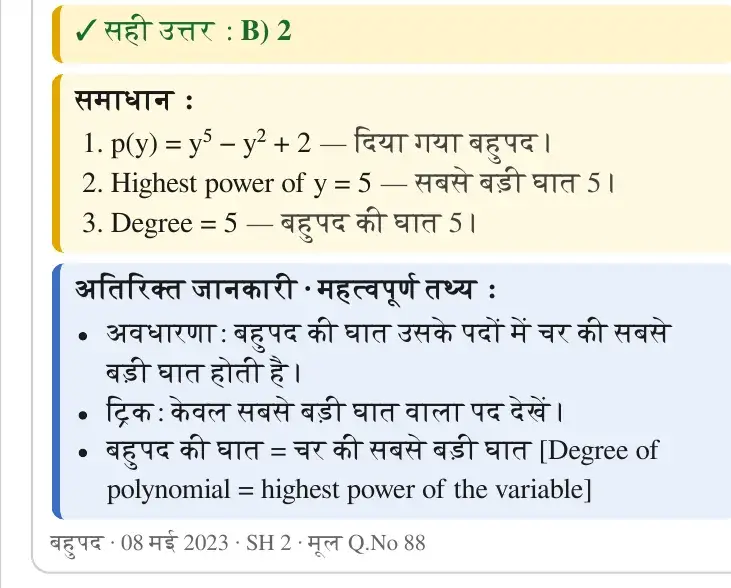 ✓ सही उत्तर : B) 2
समाधान :
1. p(y) = y⁵ − y² + 2 — दिया गया बहुपद।
2. Highest power of y = 5 — सबसे बड़ी घात 5।
3. Degree = 5 — बहुपद की घात 5।
अतिरिक्त जानकारी · महत्वपूर्ण तथ्य :
• अवधारणा : बहुपद की घात उसके पदों में चर की सबसे
बड़ी घात होती है।
• ट्रिक : केवल सबसे बड़ी घात वाला पद देखें।
• बहुपद की घात = चर की सबसे बड़ी घात [Degree of
polynomial = highest power of the variable]
बहुपद · 08 मई 2023 · SH 2 · मूल Q.No 88